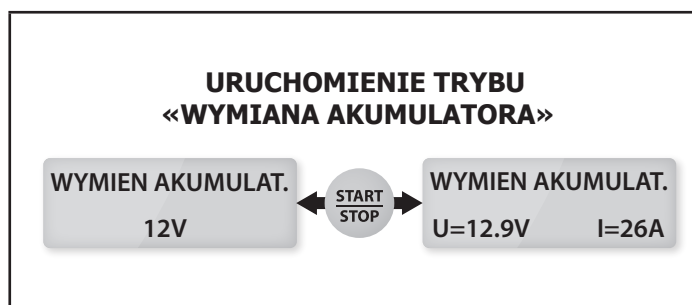 URUCHOMIENIE TRYBU
«WYMIANA AKUMULATORA»
WYMIEN AKUMULAT.
12V
START
STOP
WYMIEN AKUMULAT.
U=12.9V I=26A